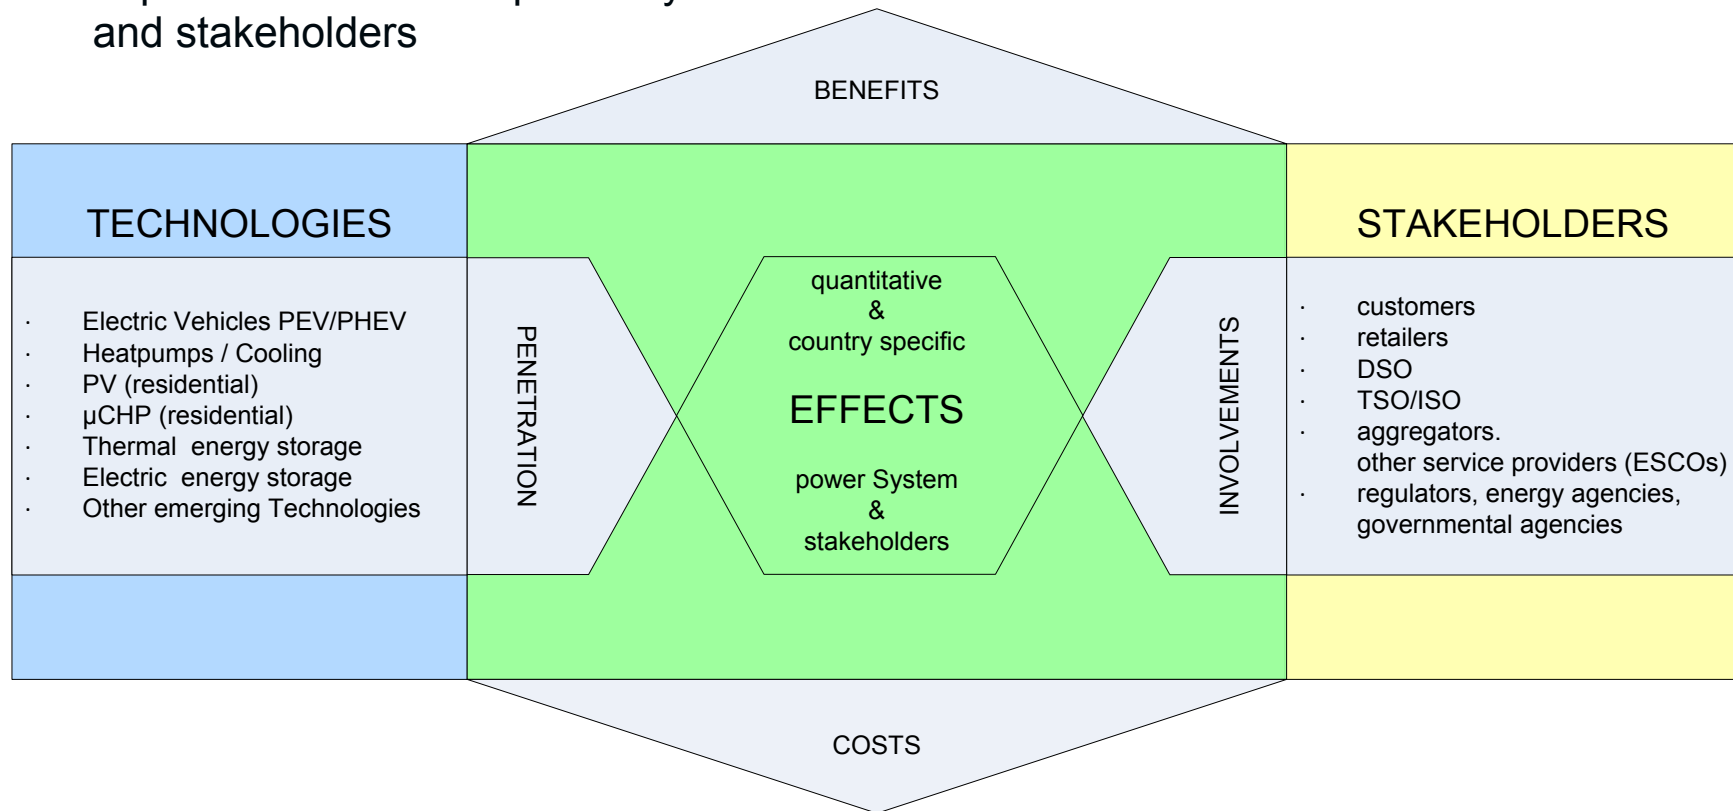 and stakeholders
BENEFITS
TECHNOLOGIES
· Electric Vehicles PEV/PHEV
· Heatpumps / Cooling
· PV (residential)
· µCHP (residential)
· Thermal energy storage
· Electric energy storage
· Other emerging Technologies
PENETRATION
quantitative
&
country specific
EFFECTS
power System
&
stakeholders
INVOLVEMENTS
STAKEHOLDERS
· customers
· retailers
· DSO
· TSO/ISO
· aggregators.
other service providers (ESCOs)
· regulators, energy agencies,
governmental agencies
COSTS